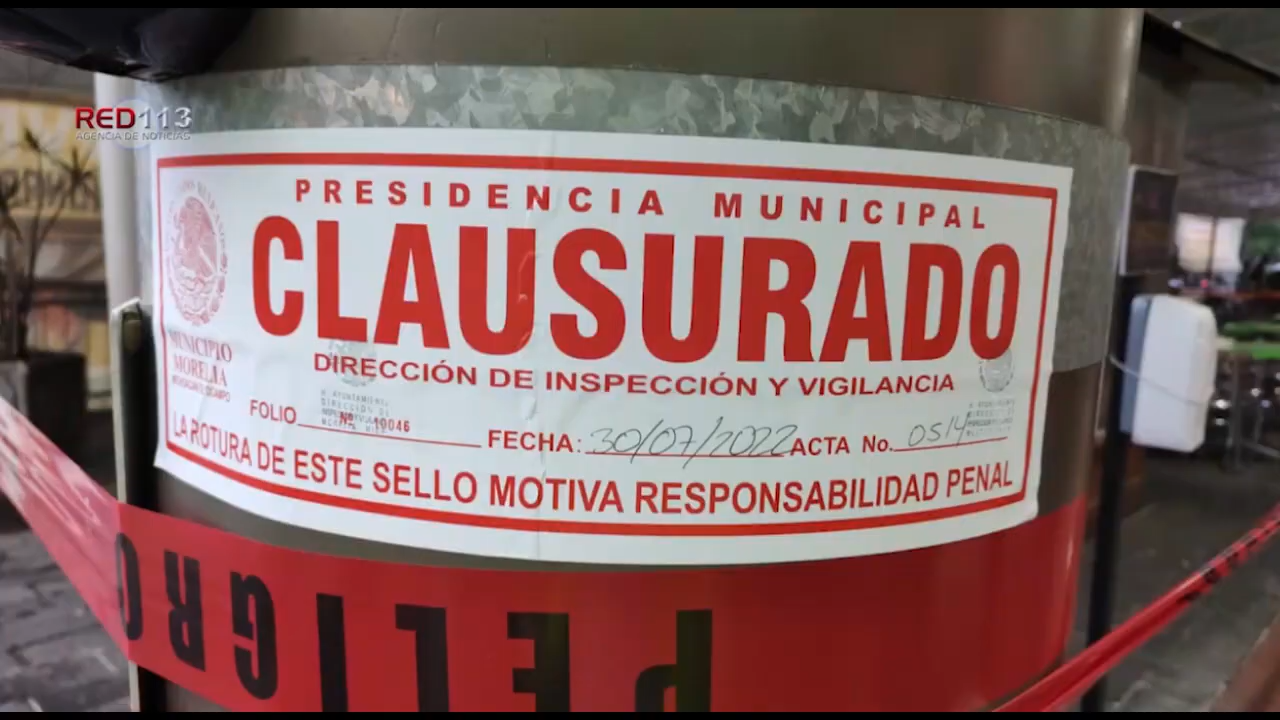 RED113
AGENCIA DE NOTICIAS
PRESIDENCIA MUNICIPAL
CLAUSURADO
DIRECCIÓN DE INSPECCIÓN Y VIGILANCIA
MUNICIPIO
MORELIA
FOLIO Nº 10046 FECHA: 30/07/2022 ACTA No. 0514
LA ROTURA DE ESTE SELLO MOTIVA RESPONSABILIDAD PENAL
PELIGRO